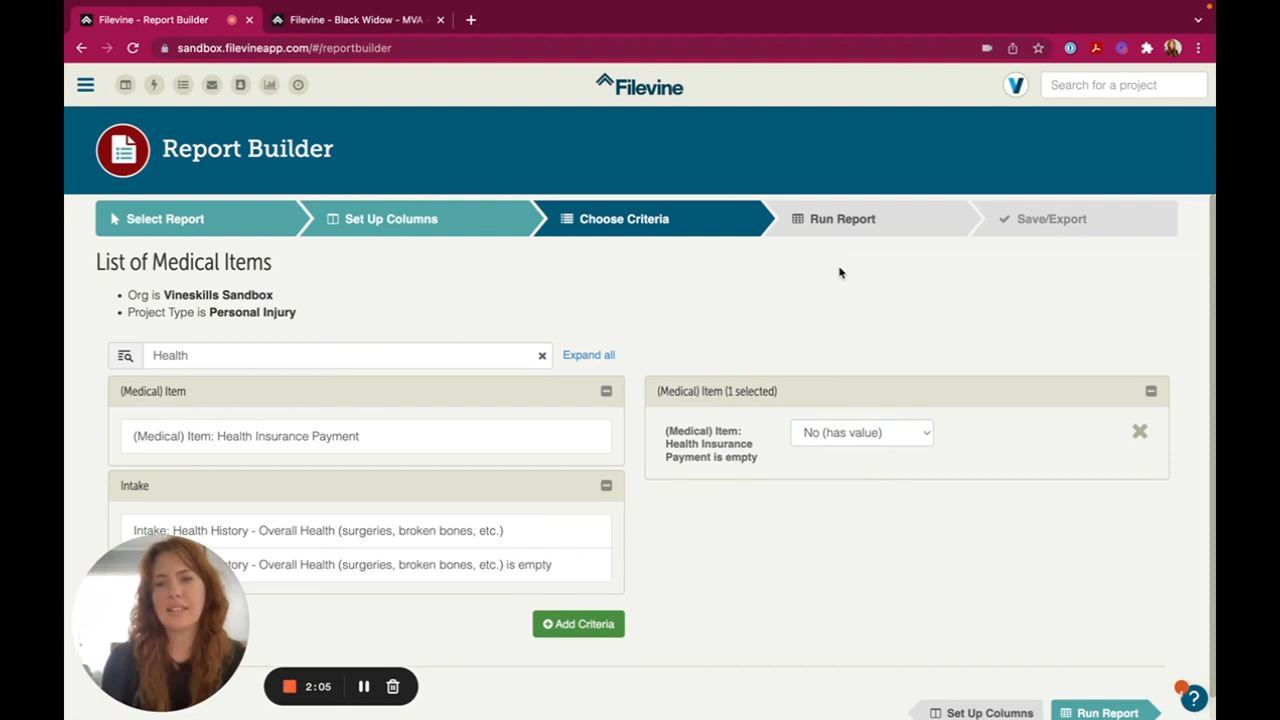 Filevine - Report Builder
Filevine - Black Widow - MVA
sandbox.filevineapp.com/#/reportbuilder
Filevine
Search for a project
Report Builder
Select Report
Set Up Columns
Choose Criteria
Run Report
Save/Export
List of Medical Items
• Org is Vineskills Sandbox
• Project Type is Personal Injury
Health
Expand all
(Medical) Item
(Medical) Item: Health Insurance Payment
Intake
Intake: Health History - Overall Health (surgeries, broken bones, etc.)
tory - Overall Health (surgeries, broken bones, etc.) is empty
Add Criteria
(Medical) Item (1 selected)
(Medical) Item:
Health Insurance
Payment is empty
No (has value)
2:05
Set Up Columns
Run Report
?